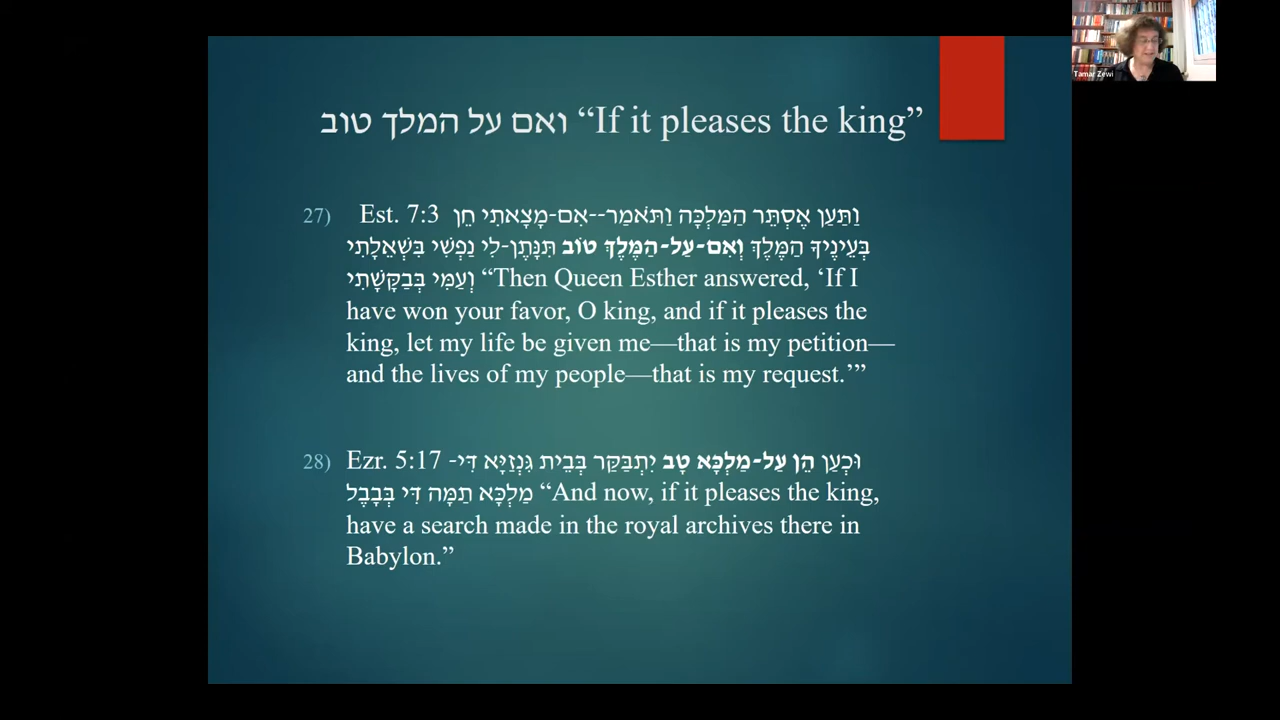 ואם על המלך טוב “If it pleases the king”
27) Est. 7:3 וַתַּעַן אֶסְתֵּר הַמַּלְכָּה וַתֹּאמַר--אִם-מָצָאתִי חֵן
בְּעֵינֶיךָ הַמֶּלֶךְ וְאִם-עַל-הַמֶּלֶךְ טוֹב תִּנָּתֶן-לִי נַפְשִׁי בִּשְׁאֵלָתִי
וְעַמִּי בְּבַקָּשָׁתִי “Then Queen Esther answered, ‘If I
have won your favor, O king, and if it pleases the
king, let my life be given me—that is my petition—
and the lives of my people—that is my request.’”
28) Ezr. 5:17 וּכְעַן הֵן עַל-מַלְכָּא טָב יִתְבַּקַּר בְּבֵית גִּנְזַיָּא דִּי-
מַלְכָּא תַמָּה דִּי בְּבָבֶל “And now, if it pleases the king,
have a search made in the royal archives there in
Babylon.”
Tamar Zewi